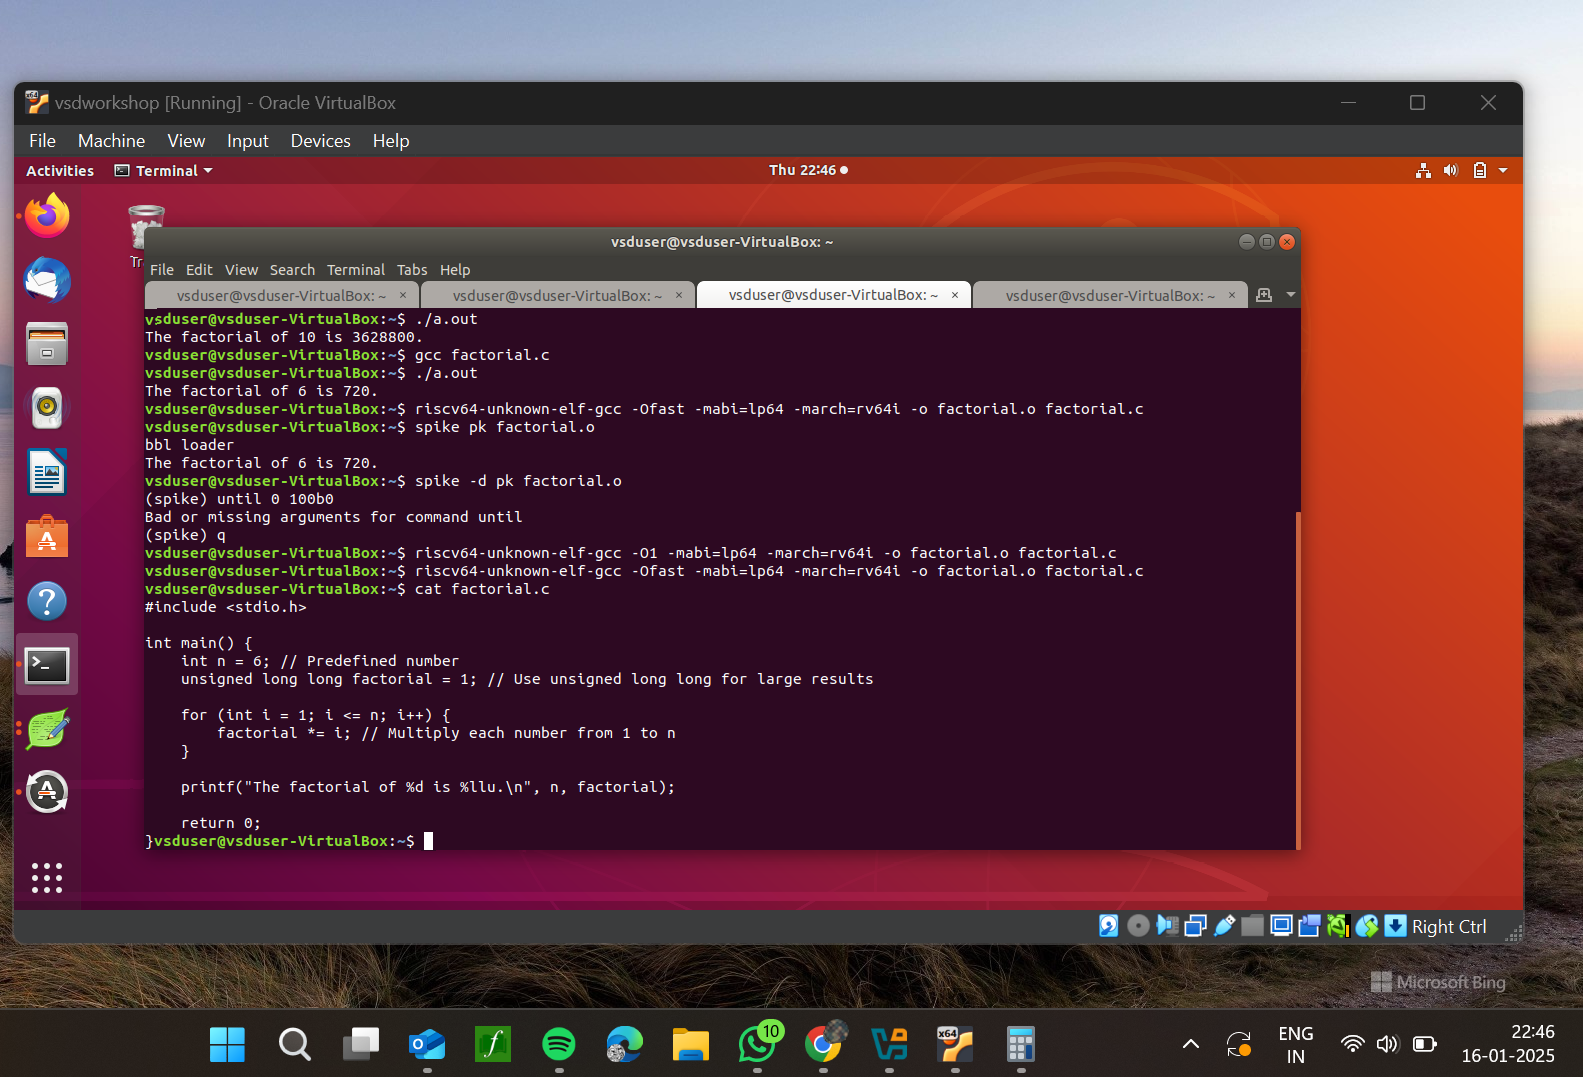 vsdworkshop [Running] - Oracle VirtualBox
File Machine View Input Devices Help
Activities Terminal Thu 22:46
vsduser@vsduser-VirtualBox: ~
File Edit View Search Terminal Tabs Help
vsduser@vsduser-VirtualBox: ~ × vsduser@vsduser-VirtualBox: ~ × vsduser@vsduser-VirtualBox: ~ × vsduser@vsduser-VirtualBox: ~ ×
vsduser@vsduser-VirtualBox:~$ ./a.out
The factorial of 10 is 3628800.
vsduser@vsduser-VirtualBox:~$ gcc factorial.c
vsduser@vsduser-VirtualBox:~$ ./a.out
The factorial of 6 is 720.
vsduser@vsduser-VirtualBox:~$ riscv64-unknown-elf-gcc -Ofast -mabi=lp64 -march=rv64i -o factorial.o factorial.c
vsduser@vsduser-VirtualBox:~$ spike pk factorial.o
bbl loader
The factorial of 6 is 720.
vsduser@vsduser-VirtualBox:~$ spike -d pk factorial.o
(spike) until 0 100b0
Bad or missing arguments for command until
(spike) q
vsduser@vsduser-VirtualBox:~$ riscv64-unknown-elf-gcc -O1 -mabi=lp64 -march=rv64i -o factorial.o factorial.c
vsduser@vsduser-VirtualBox:~$ riscv64-unknown-elf-gcc -Ofast -mabi=lp64 -march=rv64i -o factorial.o factorial.c
vsduser@vsduser-VirtualBox:~$ cat factorial.c
#include <stdio.h>
int main() {
    int n = 6; // Predefined number
    unsigned long long factorial = 1; // Use unsigned long long for large results
    for (int i = 1; i <= n; i++) {
        factorial *= i; // Multiply each number from 1 to n
    }
    printf("The factorial of %d is %llu.\n", n, factorial);
    return 0;
}vsduser@vsduser-VirtualBox:~$
Right Ctrl
Microsoft Bing
10
x64
ENG
IN
22:46
16-01-2025